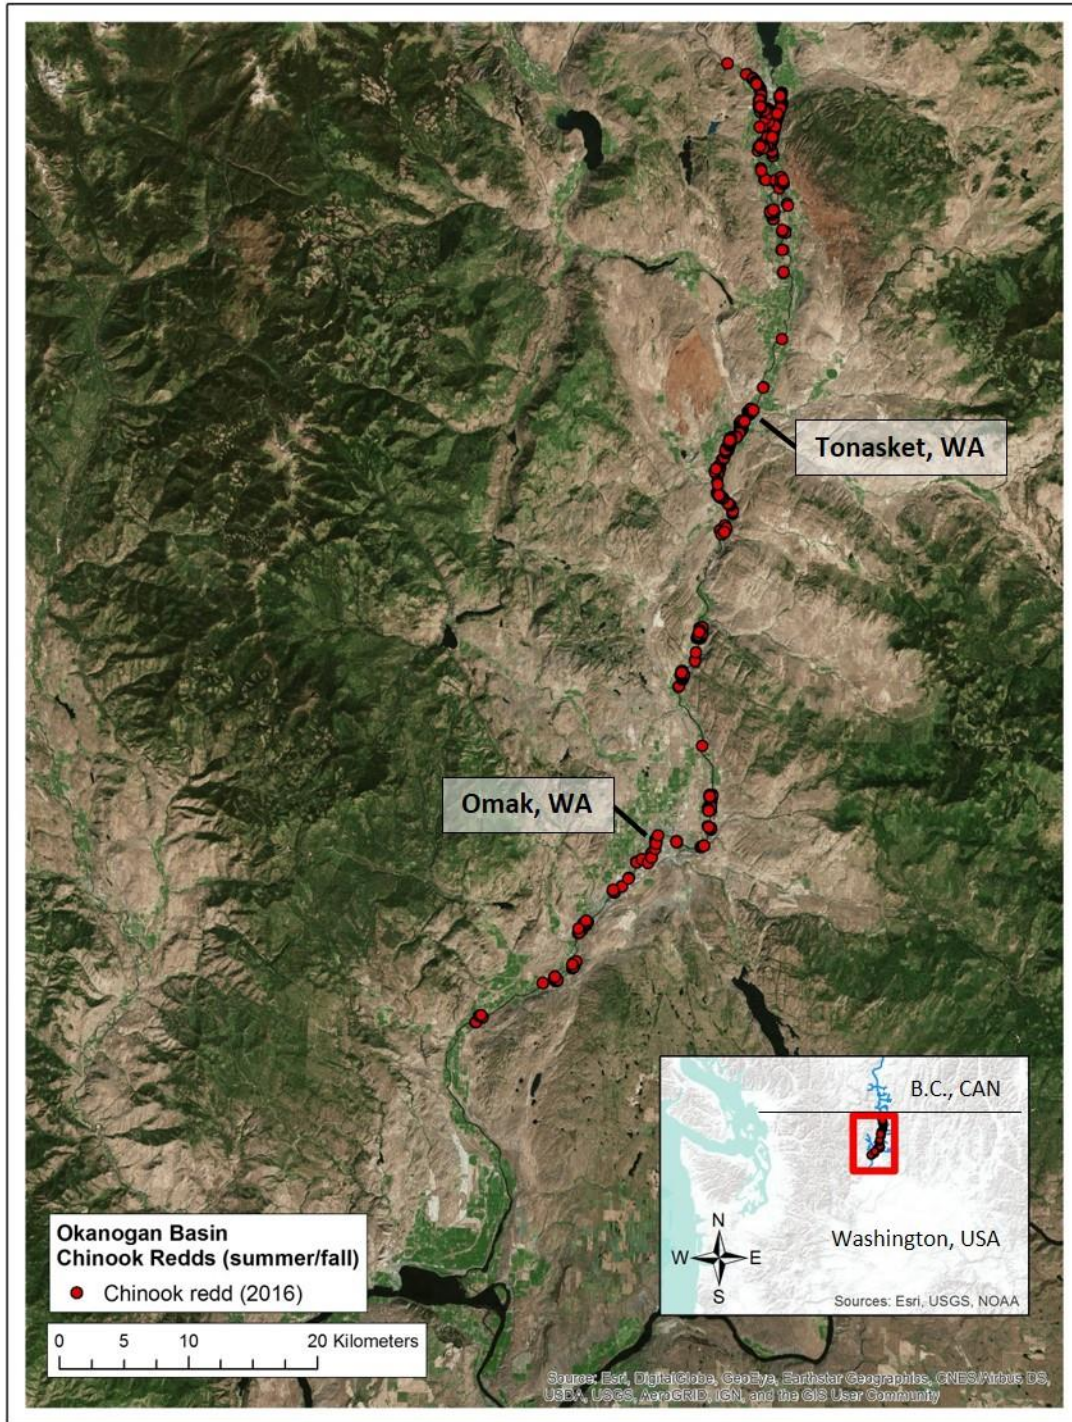 Tonasket, WA
Omak, WA
B.C., CAN
Washington, USA
N
W E
S
Sources: Esri, USGS, NOAA
Okanogan Basin
Chinook Redds (summer/fall)
Chinook redd (2016)
0 5 10 20 Kilometers
Source: Esri, DigitalGlobe, GeoEye, Earthstar Geographics, CNES/Airbus DS,
USDA, USGS, AeroGRID, IGN, and the GIS User Community